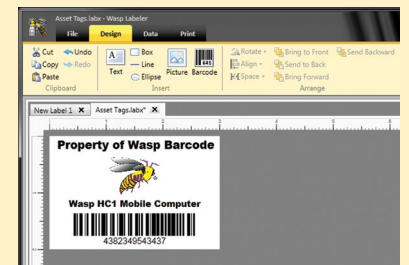 Asset Tags.labx - Wasp Labeler
File Design Data Print
Cut Undo Box Rotate Bring to Front Send Backward
Copy Redo A Line Align Send to Back
Paste Text Ellipse Picture Barcode Space Bring Forward
Clipboard Insert Arrange
New Label 1 X Asset Tags.labx* X
Property of Wasp Barcode
Wasp HC1 Mobile Computer
4382349543437